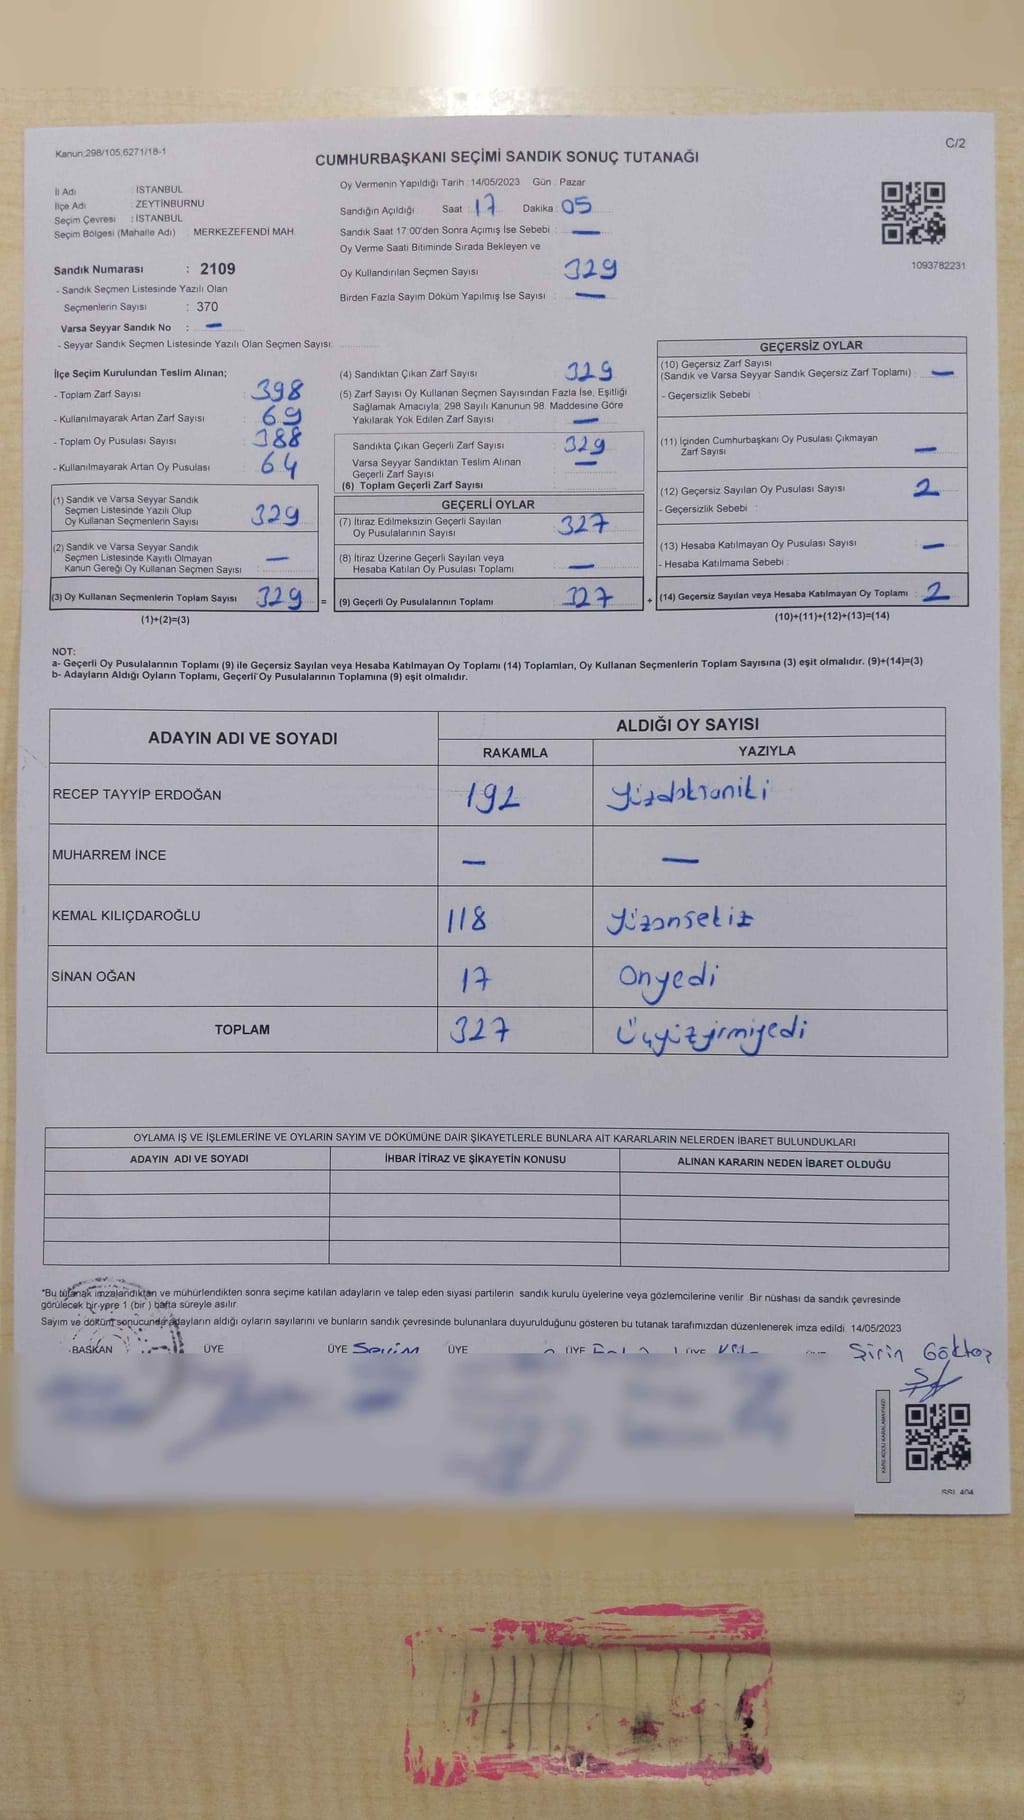 Kanun:298/105,6271/18-1
C/2
CUMHURBAŞKANI SEÇİMİ SANDIK SONUÇ TUTANAĞI
İl Adı : İSTANBUL
İlçe Adı : ZEYTİNBURNU
Seçim Çevresi : İSTANBUL
Seçim Bölgesi (Mahalle Adı) MERKEZEFENDİ MAH.
Sandık Numarası : 2109
- Sandık Seçmen Listesinde Yazılı Olan
Seçmenlerin Sayısı : 370
Varsa Seyyar Sandık No : —
- Seyyar Sandık Seçmen Listesinde Yazılı Olan Seçmen Sayısı:
Oy Vermenin Yapıldığı Tarih : 14/05/2023 Gün : Pazar
Sandığın Açıldığı Saat : 17 Dakika : 05
Sandık Saat 17.00'den Sonra Açımış İse Sebebi : —
Oy Verme Saati Bitiminde Sırada Bekleyen ve
Oy Kullandırılan Seçmen Sayısı 329
Birden Fazla Sayım Döküm Yapılmış İse Sayısı : —
1093782231
İlçe Seçim Kurulundan Teslim Alınan;
- Toplam Zarf Sayısı : 398
- Kullanılmayarak Artan Zarf Sayısı : 69
- Toplam Oy Pusulası Sayısı : 388
- Kullanılmayarak Artan Oy Pusulası : 64
(1) Sandık ve Varsa Seyyar Sandık
Seçmen Listesinde Yazılı Olup
Oy Kullanan Seçmenlerin Sayısı : 329
(2) Sandık ve Varsa Seyyar Sandık
Seçmen Listesinde Kayıtlı Olmayan
Kanun Gereği Oy Kullanan Seçmen Sayısı : —
(3) Oy Kullanan Seçmenlerin Toplam Sayısı : 329 =
(1)+(2)=(3)
(4) Sandıktan Çıkan Zarf Sayısı : 329
(5) Zarf Sayısı Oy Kullanan Seçmen Sayısından Fazla İse, Eşitliği
Sağlamak Amacıyla, 298 Sayılı Kanunun 98. Maddesine Göre
Yakılarak Yok Edilen Zarf Sayısı : —
Sandıkta Çıkan Geçerli Zarf Sayısı : 329
Varsa Seyyar Sandıktan Teslim Alınan
Geçerli Zarf Sayısı : —
(6) Toplam Geçerli Zarf Sayısı
GEÇERLİ OYLAR
(7) İtiraz Edilmeksizin Geçerli Sayılan
Oy Pusulalarının Sayısı : 327
(8) İtiraz Üzerine Geçerli Sayılan veya
Hesaba Katılan Oy Pusulası Toplamı : —
(9) Geçerli Oy Pusulalarının Toplamı : 327 +
GEÇERSİZ OYLAR
(10) Geçersiz Zarf Sayısı
(Sandık ve Varsa Seyyar Sandık Geçersiz Zarf Toplamı) : —
- Geçersizlik Sebebi :
(11) İçinden Cumhurbaşkanı Oy Pusulası Çıkmayan
Zarf Sayısı : —
(12) Geçersiz Sayılan Oy Pusulası Sayısı : 2
- Geçersizlik Sebebi :
(13) Hesaba Katılmayan Oy Pusulası Sayısı : —
- Hesaba Katılmama Sebebi :
(14) Geçersiz Sayılan veya Hesaba Katılmayan Oy Toplamı : 2
(10)+(11)+(12)+(13)=(14)
NOT:
a- Geçerli Oy Pusulalarının Toplamı (9) ile Geçersiz Sayılan veya Hesaba Katılmayan Oy Toplamı (14) Toplamları, Oy Kullanan Seçmenlerin Toplam Sayısına (3) eşit olmalıdır. (9)+(14)=(3)
b- Adayların Aldığı Oyların Toplamı, Geçerli Oy Pusulalarının Toplamına (9) eşit olmalıdır.
ADAYIN ADI VE SOYADI ALDIĞI OY SAYISI
RAKAMLA YAZIYLA
RECEP TAYYİP ERDOĞAN 192 Yüzdoksaniki
MUHARREM İNCE — —
KEMAL KILIÇDAROĞLU 118 Yüzonsekiz
SİNAN OĞAN 17 Onyedi
TOPLAM 327 Üçyüzyirmiyedi
OYLAMA İŞ VE İŞLEMLERİNE VE OYLARIN SAYIM VE DÖKÜMÜNE DAİR ŞİKAYETLERLE BUNLARA AİT KARARLARIN NELERDEN İBARET BULUNDUKLARI
ADAYIN ADI VE SOYADI İHBAR İTİRAZ VE ŞİKAYETİN KONUSU ALINAN KARARIN NEDEN İBARET OLDUĞU
*Bu tutanak imzalandıktan ve mühürlendikten sonra seçime katılan adayların ve talep eden siyasi partilerin sandık kurulu üyelerine veya gözlemcilerine verilir. Bir nüshası da sandık çevresinde
görülecek bir yere 1 (bir ) hafta süreyle asılır.
Sayım ve döküm sonucunda adayların aldığı oyların sayılarını ve bunların sandık çevresinde bulunanlara duyurulduğunu gösteren bu tutanak tarafımızdan düzenlenerek imza edildi. 14/05/2023
BAŞKAN ÜYE ÜYE ÜYE ÜYE ÜYE Şirin Göktaş
SSL 404